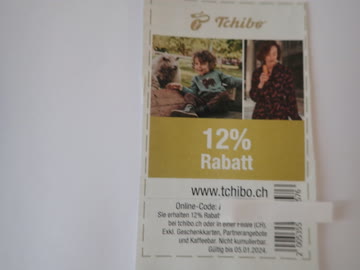 Tchibo
12%
Rabatt
www.tchibo.ch
Online-Code:
Sie erhalten 12% Rabatt
bei tchibo.ch oder in einer Filiale (CH).
Exkl. Geschenkkarten, Partnerangebote
und Kaffeebar. Nicht kumulierbar.
Gültig bis 05.01.2024.